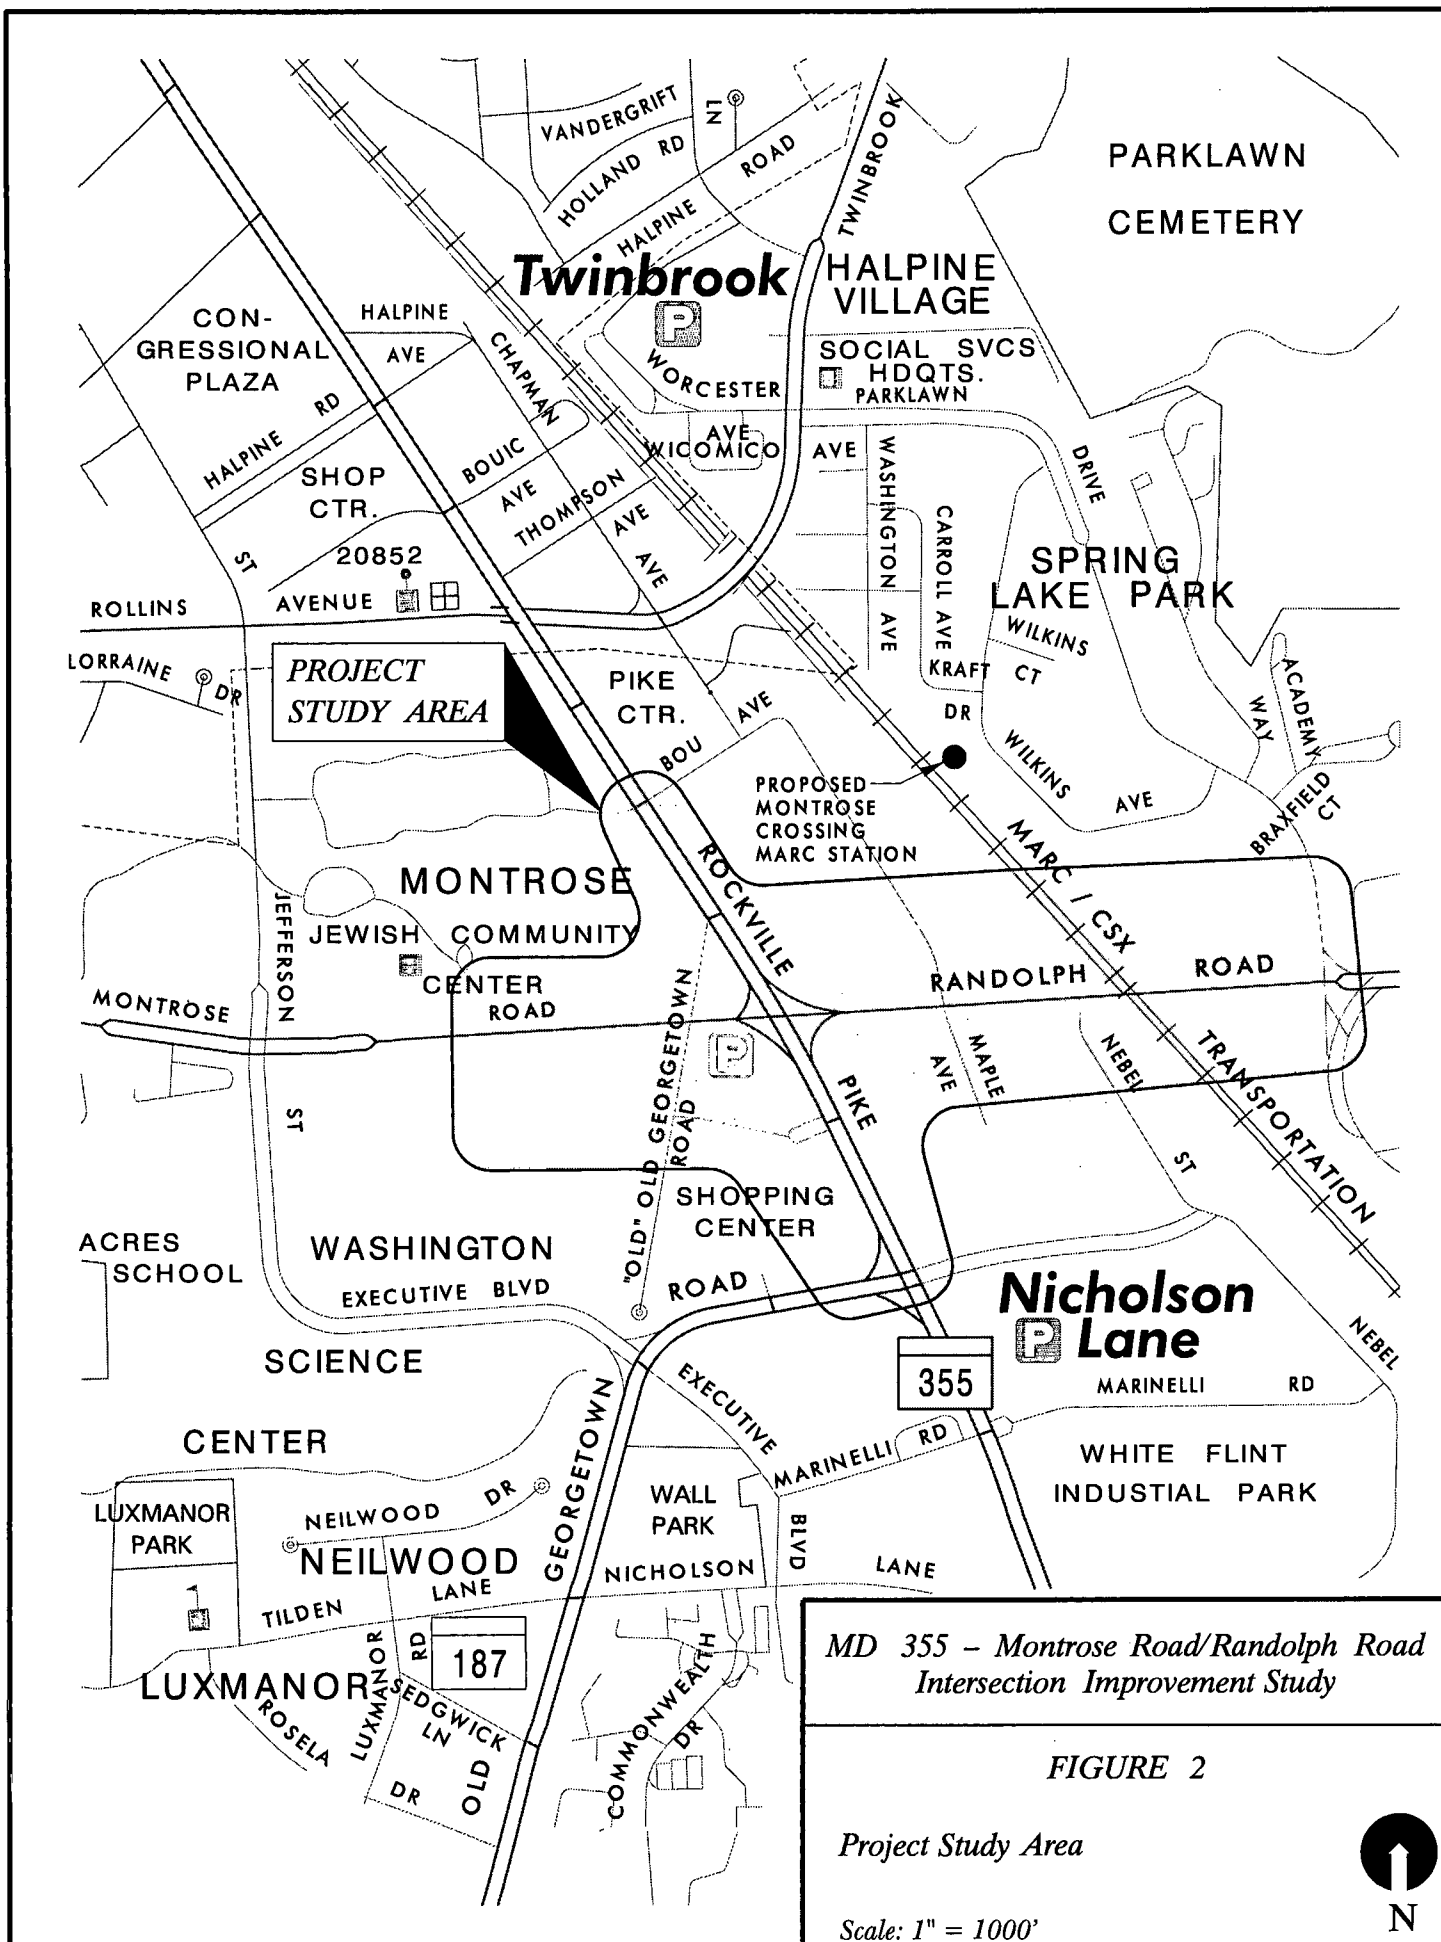 VANDERGRIFT
LN
HOLLAND RD
HALPINE ROAD
TWINBROOK
PARKLAWN
CEMETERY
Twinbrook
P
HALPINE
VILLAGE
CON-
GRESSIONAL
PLAZA
HALPINE
AVE
CHAPMAN
WORCESTER
AVE
SOCIAL SVCS
HDQTS.
PARKLAWN
DRIVE
HALPINE RD
SHOP
CTR.
BOUIC
AVE
THOMPSON
AVE
AVE
WICOMICO AVE
WASHINGTON AVE
CARROLL AVE
SPRING
LAKE PARK
20852
ST
ROLLINS AVENUE
LORRAINE DR
PROJECT
STUDY AREA
PIKE
CTR.
BOU AVE
WILKINS
CT
KRAFT
DR
WILKINS AVE
WAY
ACADEMY
BRAXFIELD
CT
PROPOSED
MONTROSE
CROSSING
MARC STATION
MARC / CSX TRANSPORTATION
MONTROSE
JEFFERSON ST
JEWISH COMMUNITY
CENTER
ROCKVILLE PIKE
MONTROSE ROAD
RANDOLPH ROAD
P
"OLD" OLD GEORGETOWN
ROAD
MAPLE
AVE
NEBEL ST
SHOPPING
CENTER
ACRES
SCHOOL
WASHINGTON
EXECUTIVE BLVD
ROAD
SCIENCE
Nicholson
P Lane
355
NEBEL
MARINELLI RD
EXECUTIVE
BLVD
CENTER
GEORGETOWN
MARINELLI RD
WHITE FLINT
INDUSTIAL PARK
LUXMANOR
PARK
NEILWOOD DR
NEILWOOD
WALL
PARK
TILDEN LANE
NICHOLSON LANE
187
LUXMANOR
LUXMANOR RD
ROSELA
SEDGWICK
LN
DR
OLD
COMMONWEALTH
DR
MD 355 – Montrose Road/Randolph Road
Intersection Improvement Study
FIGURE 2
Project Study Area
Scale: 1" = 1000'
N